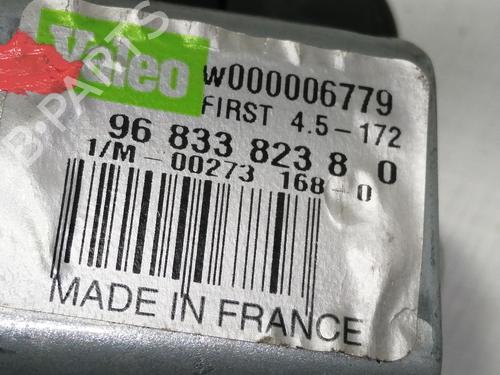 Valeo
W000006779
FIRST 4.5-172
96 833 823 8 0
1/M-00273 168-0
MADE IN FRANCE
B-Parts